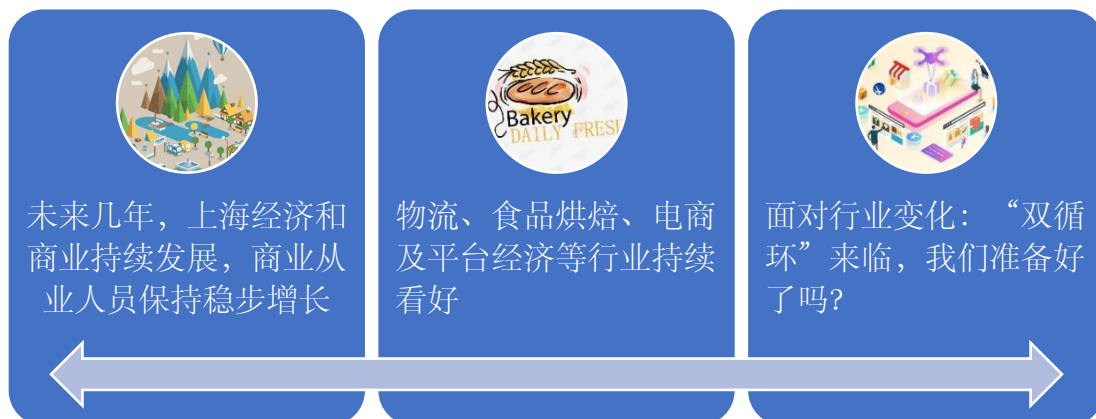 未来几年，上海经济和
商业持续发展，商业从
业人员保持稳步增长
Bakery
DAILY FRES
物流、食品烘焙、电商
及平台经济等行业持续
看好
面对行业变化：“双循
环”来临，我们准备好
了吗？